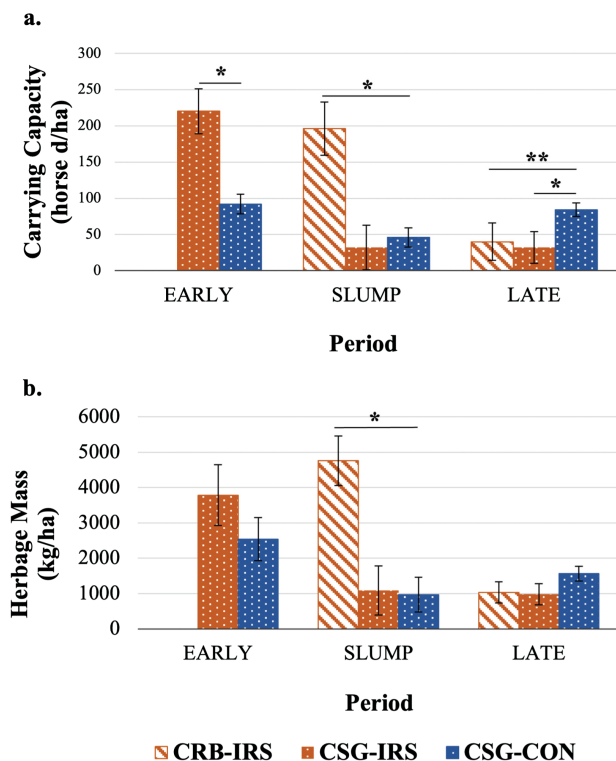 a.
Carrying Capacity
(horse d/ha)
300
250
200
150
100
50
0
*
*
**
*
EARLY SLUMP LATE
Period
b.
Herbage Mass
(kg/ha)
6000
5000
4000
3000
2000
1000
0
*
EARLY SLUMP LATE
Period
CRB-IRS CSG-IRS CSG-CON